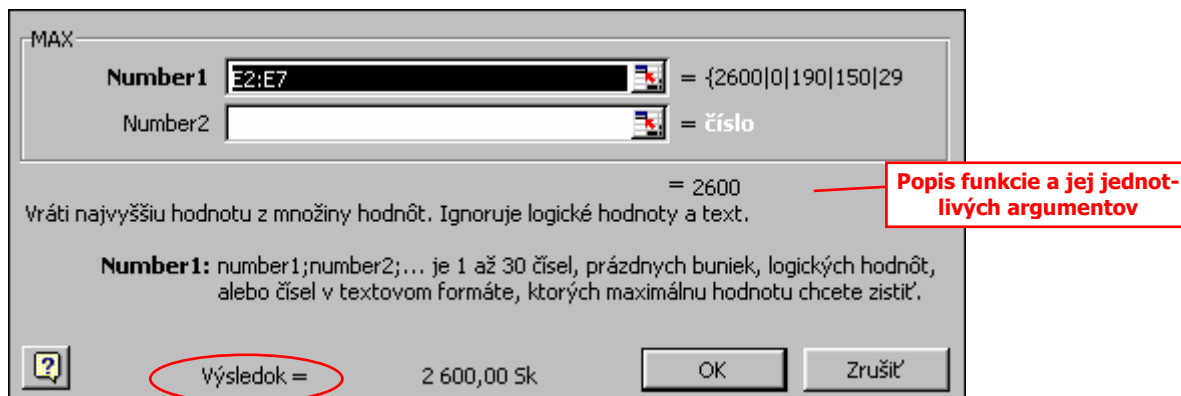 MAX
Number1 E2:E7 = {2600|0|190|150|29
Number2 = číslo
= 2600
Popis funkcie a jej jednot-
livých argumentov
Vráti najvyššiu hodnotu z množiny hodnôt. Ignoruje logické hodnoty a text.
Number1: number1;number2;... je 1 až 30 čísel, prázdnych buniek, logických hodnôt,
alebo čísel v textovom formáte, ktorých maximálnu hodnotu chcete zistiť.
Výsledok = 2 600,00 Sk OK Zrušiť